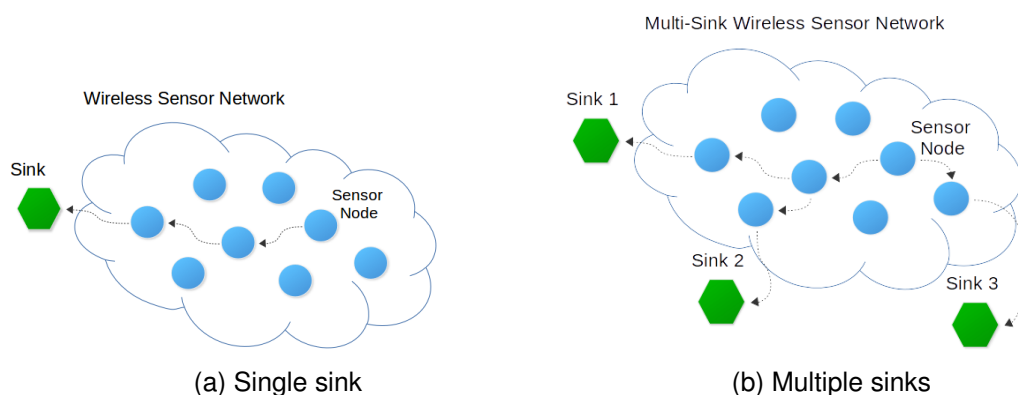 Wireless Sensor Network
Sink
Sensor
Node
(a) Single sink
Multi-Sink Wireless Sensor Network
Sink 1
Sensor
Node
Sink 2
Sink 3
(b) Multiple sinks